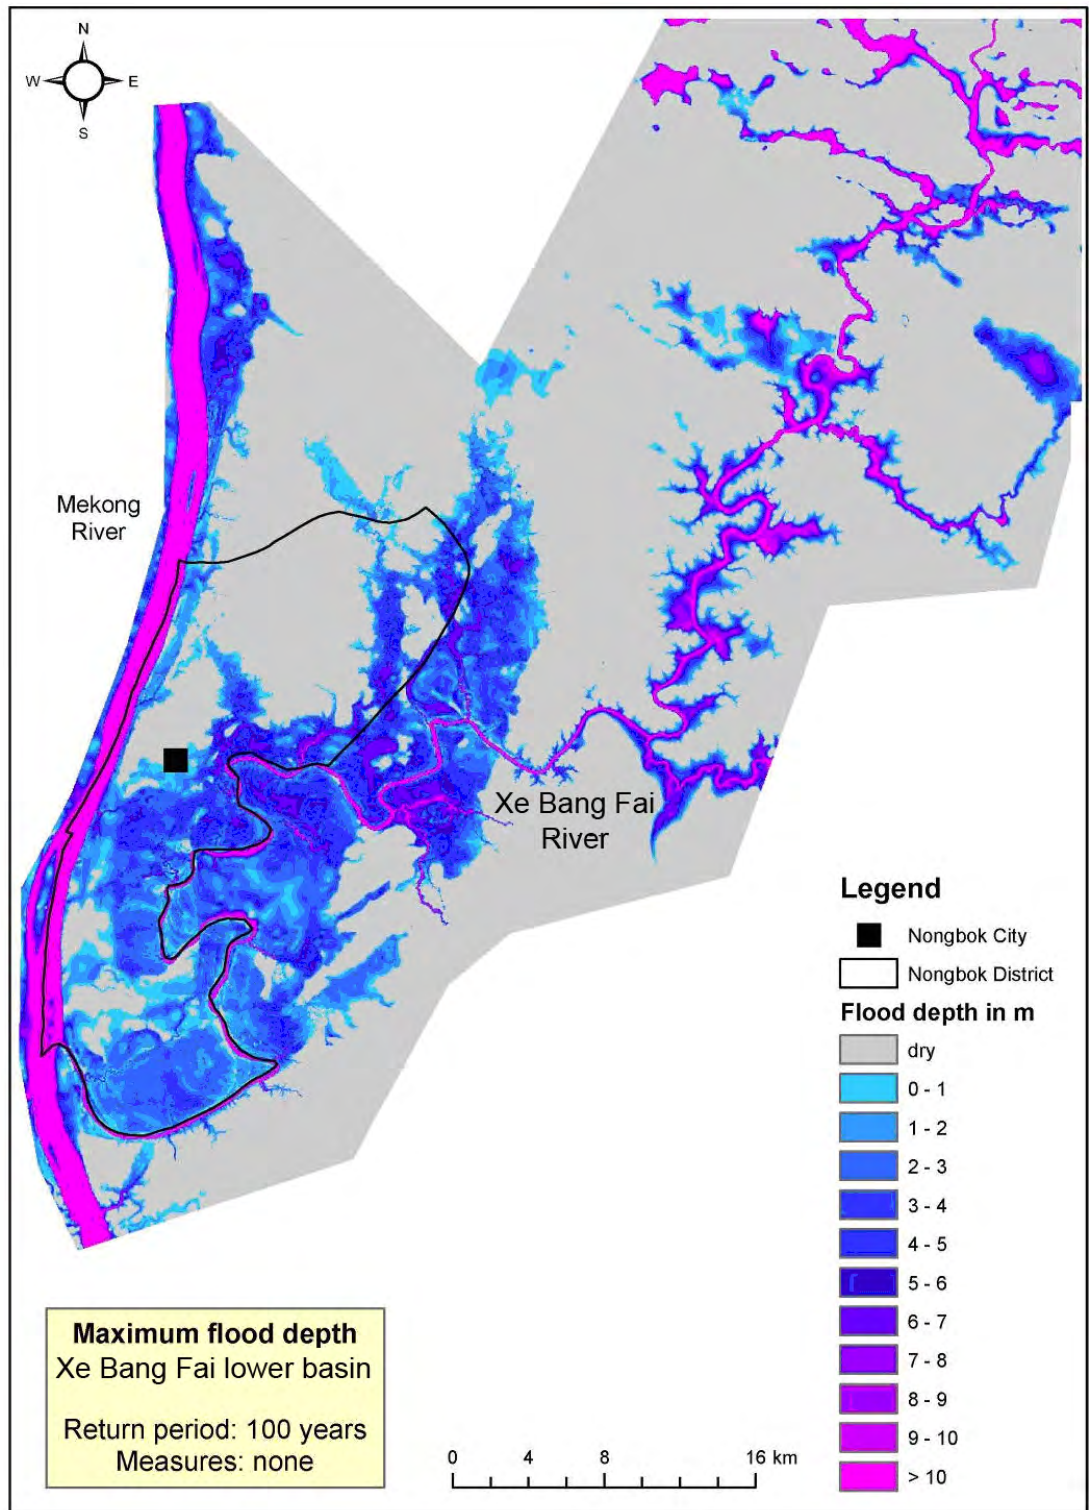 N
W E
S
Mekong
River
Xe Bang Fai
River
Legend
Nongbok City
Nongbok District
Flood depth in m
dry
0 - 1
1 - 2
2 - 3
3 - 4
4 - 5
5 - 6
6 - 7
7 - 8
8 - 9
9 - 10
> 10
Maximum flood depth
Xe Bang Fai lower basin
Return period: 100 years
Measures: none
0 4 8 16 km